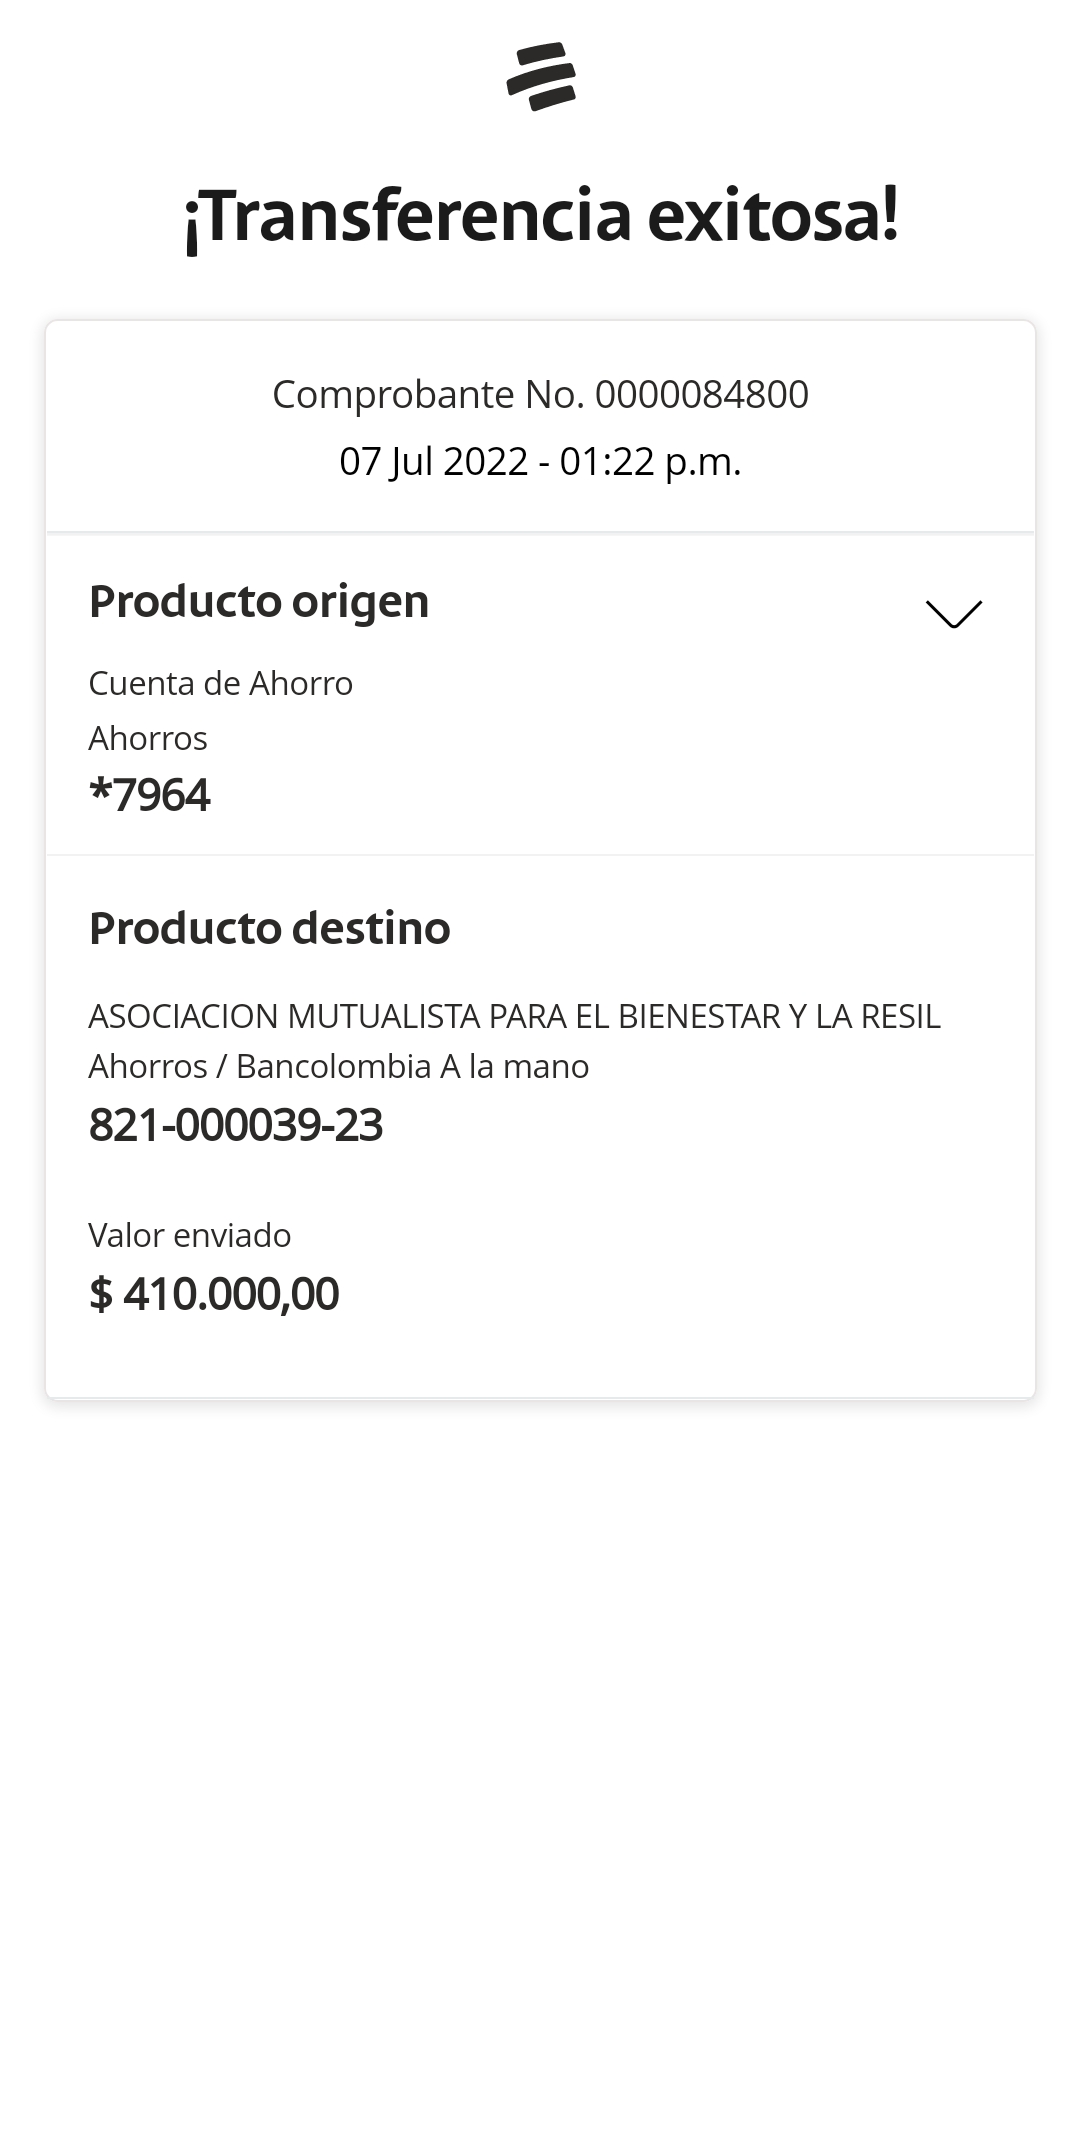 ¡Transferencia exitosa!
Comprobante No. 0000084800
07 Jul 2022 - 01:22 p.m.
Producto origen
Cuenta de Ahorro
Ahorros
*7964
Producto destino
ASOCIACION MUTUALISTA PARA EL BIENESTAR Y LA RESIL
Ahorros / Bancolombia A la mano
821-000039-23
Valor enviado
$ 410.000,00